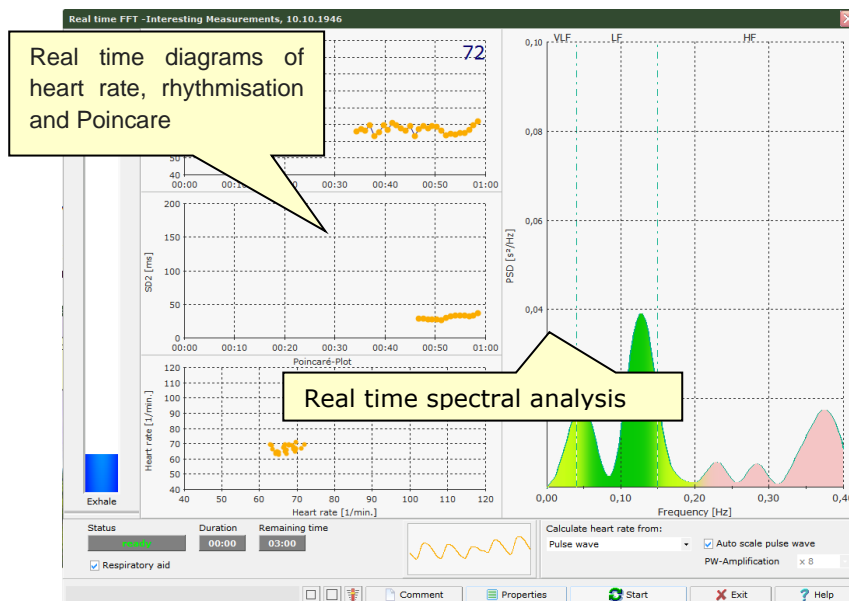 Real time FFT -Interesting Measurements, 10.10.1946
Real time diagrams of
heart rate, rhythmisation
and Poincare
72
50
40
00:00 00:10 00:20 00:30 00:40 00:50 01:00
200
150
100
50
0
SD2 [ms]
00:00 00:10 00:20 00:30 00:40 00:50 01:00
Poincaré-Plot
120
110
100
90
80
70
60
50
40
Heart rate [1/min.]
40 50 60 70 80 90 100 110 120
Heart rate [1/min.]
VLF LF HF
0,10
0,08
0,06
0,04
PSD [s²/Hz]
0,00 0,10 0,20 0,30 0,40
Frequency [Hz]
Real time spectral analysis
Exhale
Status Duration Remaining time
ready 00:00 03:00
Respiratory aid
Calculate heart rate from:
Pulse wave
Auto scale pulse wave
PW-Amplification x 8
Comment Properties Start Exit Help